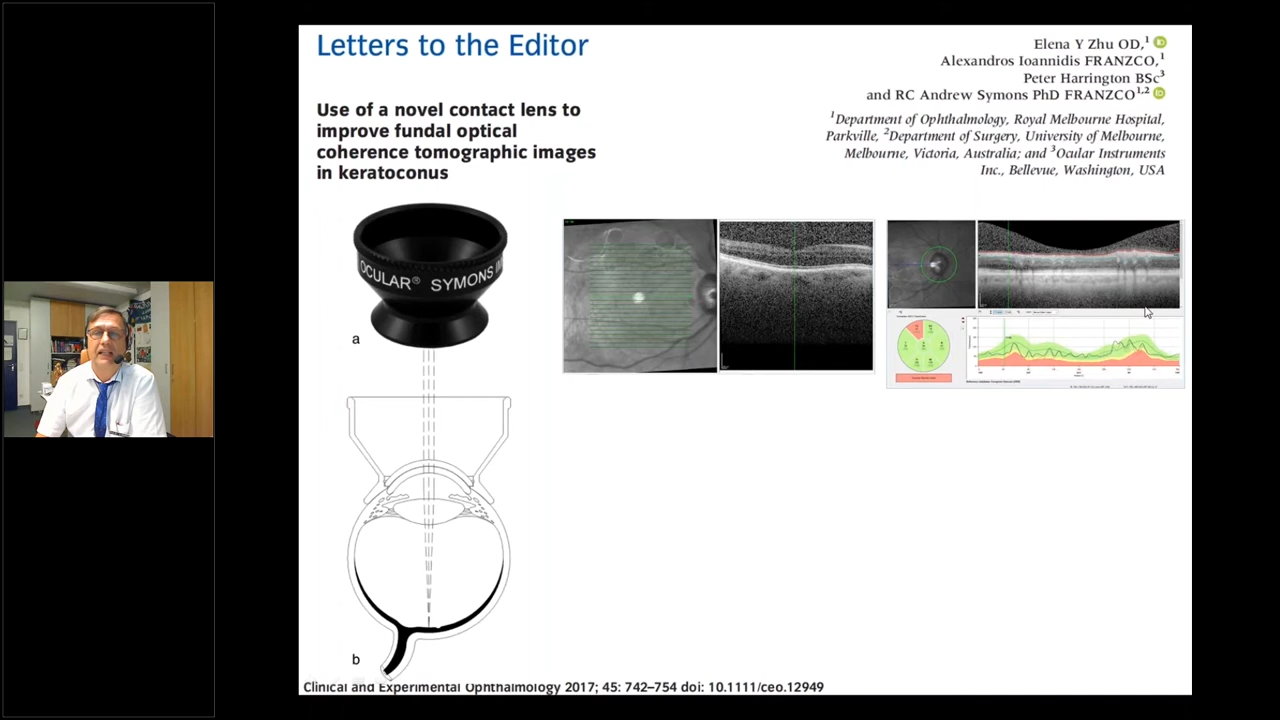 Letters to the Editor
Elena Y Zhu OD,1
Alexandros Ioannidis FRANZCO,1
Peter Harrington BSc3
and RC Andrew Symons PhD FRANZCO1,2
1Department of Ophthalmology, Royal Melbourne Hospital,
Parkville, 2Department of Surgery, University of Melbourne,
Melbourne, Victoria, Australia; and 3Ocular Instruments
Inc., Bellevue, Washington, USA
Use of a novel contact lens to
improve fundal optical
coherence tomographic images
in keratoconus
OCULAR® SYMONS
a
b
Clinical and Experimental Ophthalmology 2017; 45: 742–754 doi: 10.1111/ceo.12949